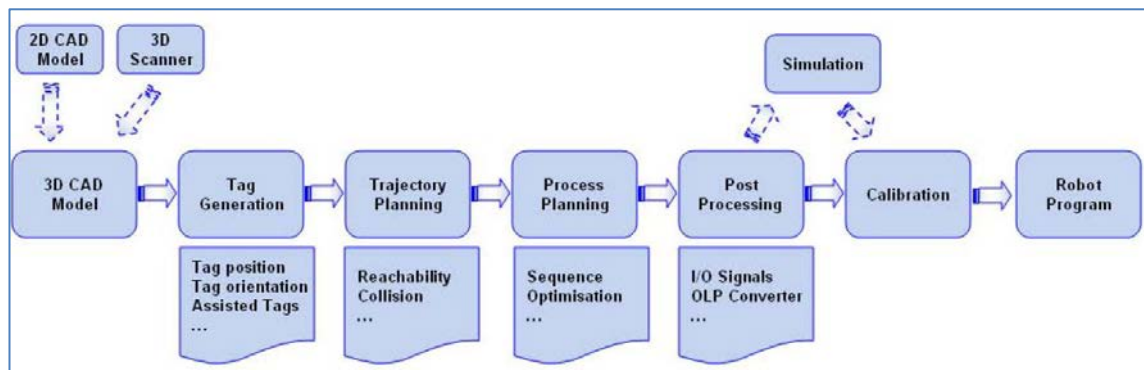 2D CAD
Model
3D
Scanner
Simulation
3D CAD
Model
Tag
Generation
Trajectory
Planning
Process
Planning
Post
Processing
Calibration
Robot
Program
Tag position
Tag orientation
Assisted Tags
...
Reachability
Collision
...
Sequence
Optimisation
...
I/O Signals
OLP Converter
...